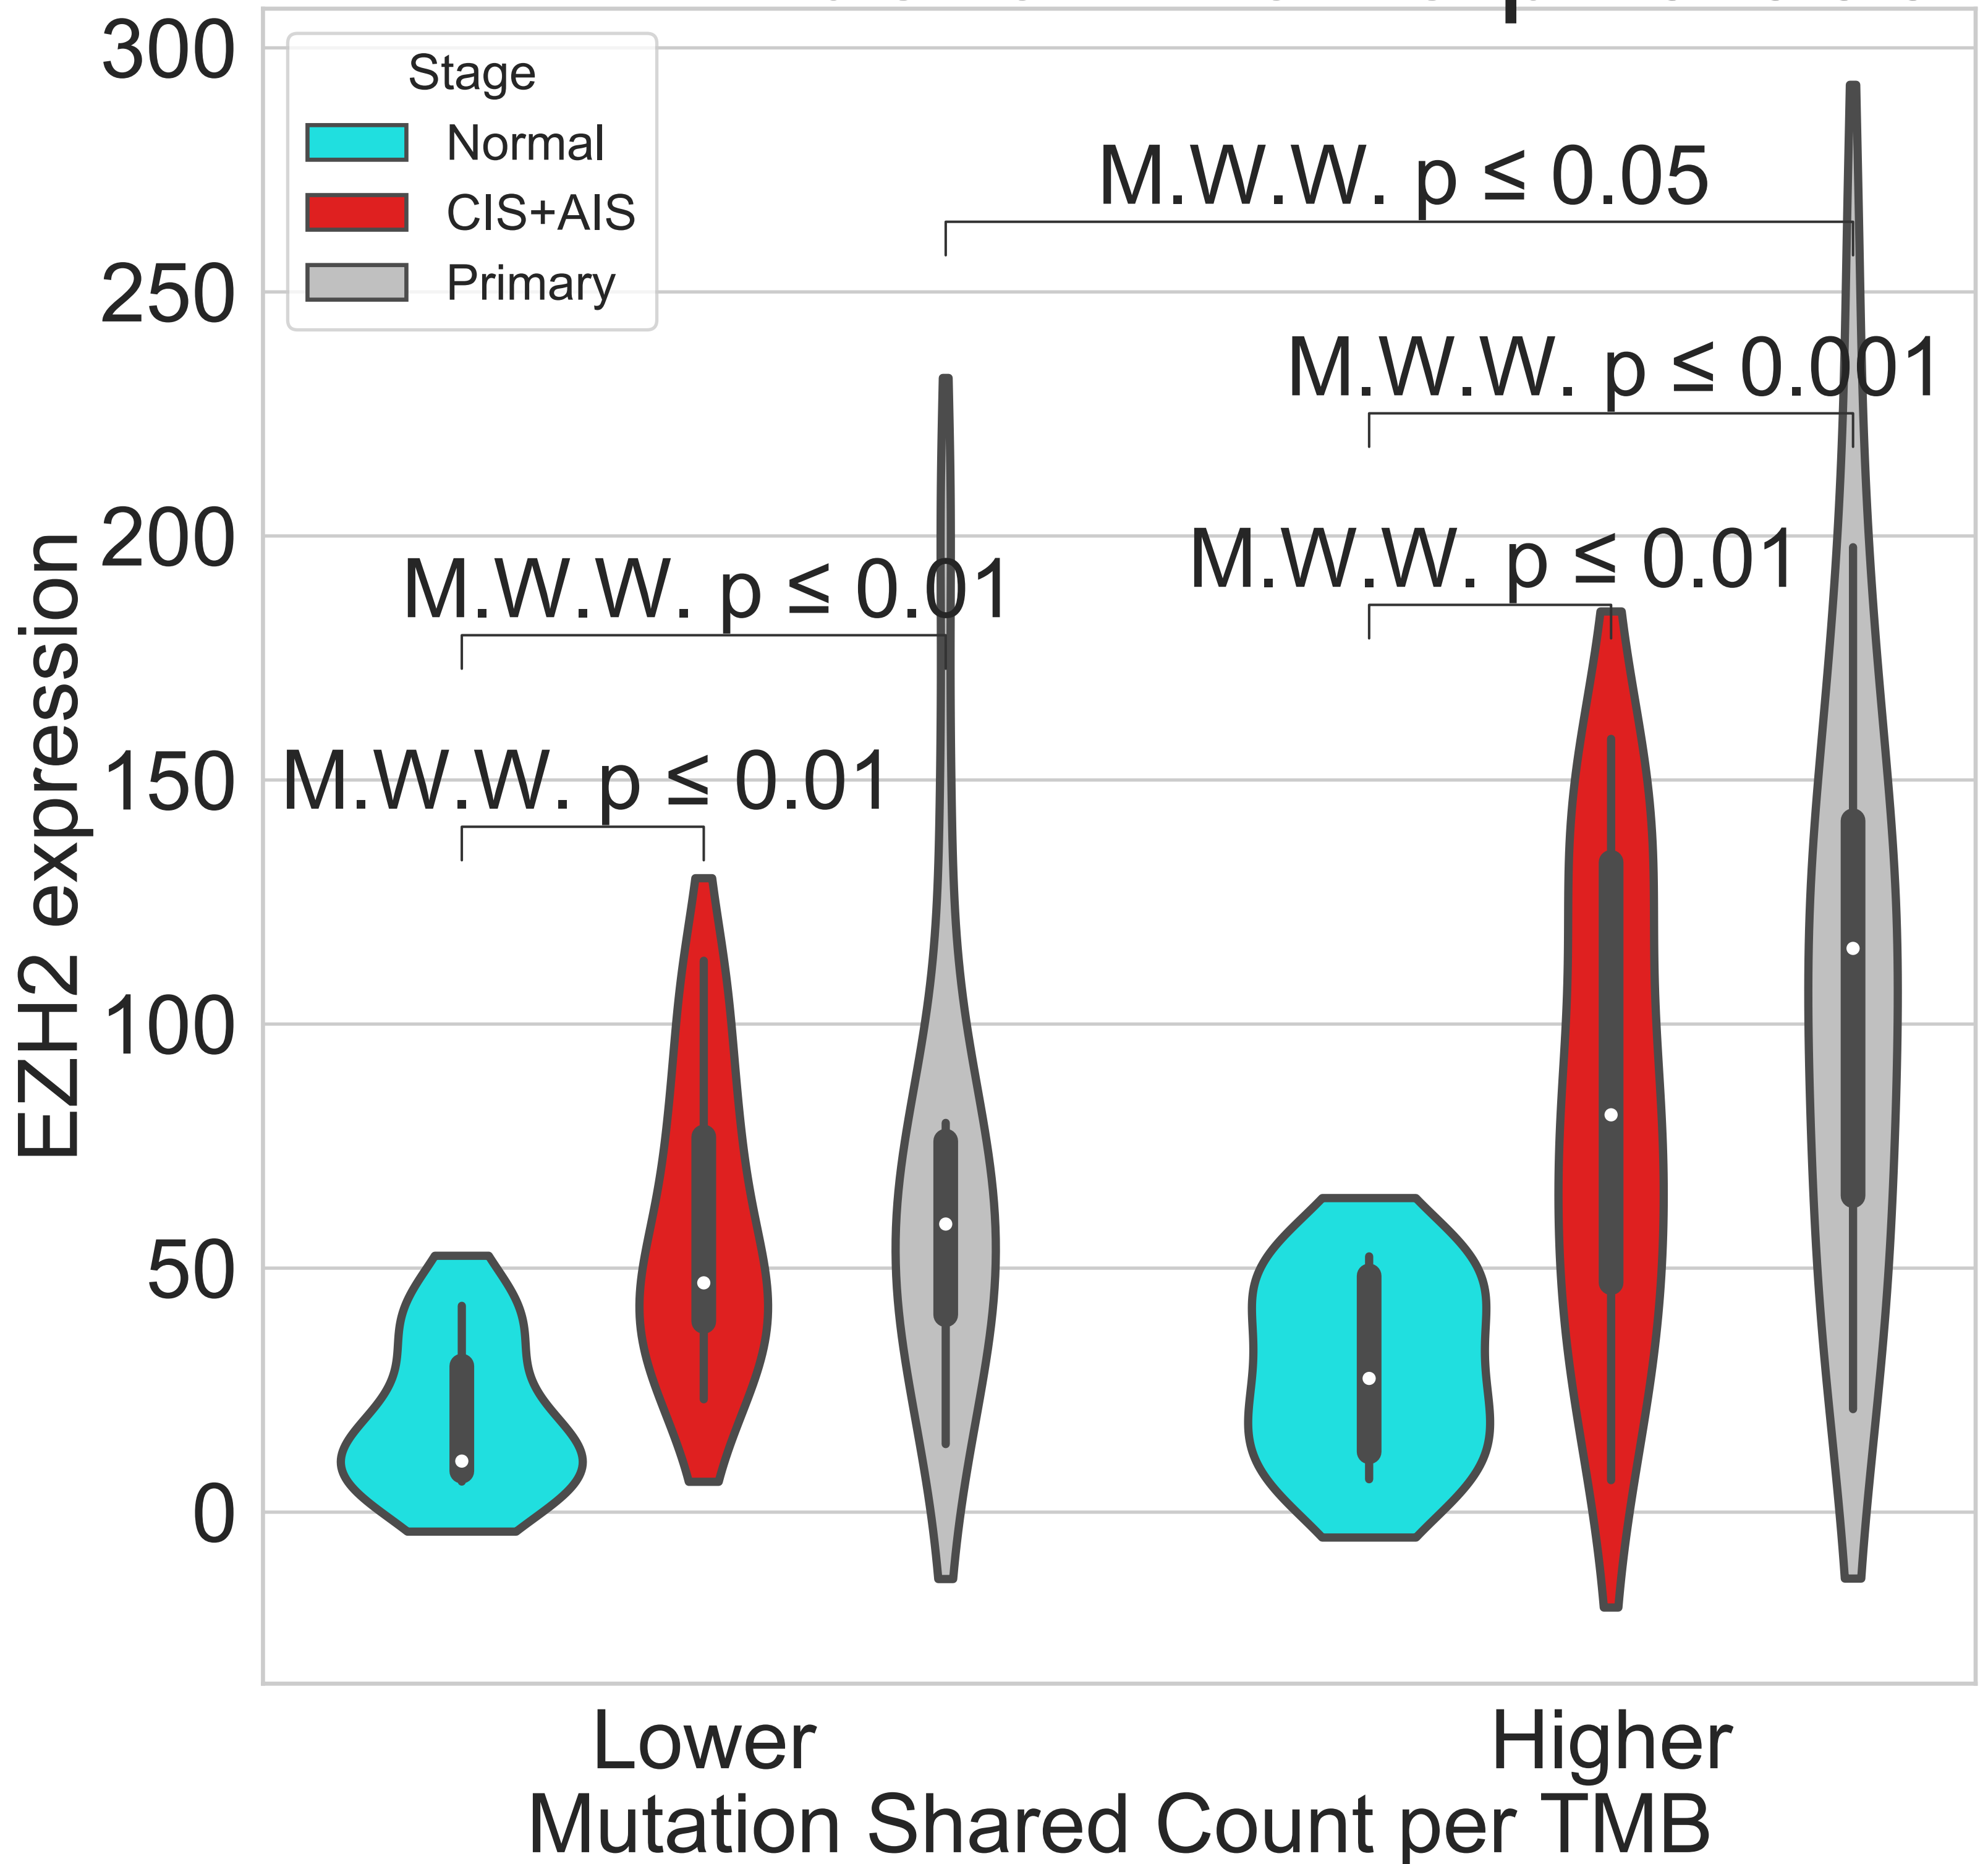 300
Stage
Normal
CIS+AIS
Primary
M.W.W. p ≤ 0.05
250
M.W.W. p ≤ 0.001
200
M.W.W. p ≤ 0.01
M.W.W. p ≤ 0.01
150
M.W.W. p ≤ 0.01
100
50
0
EZH2 expression
Lower
Higher
Mutation Shared Count per TMB